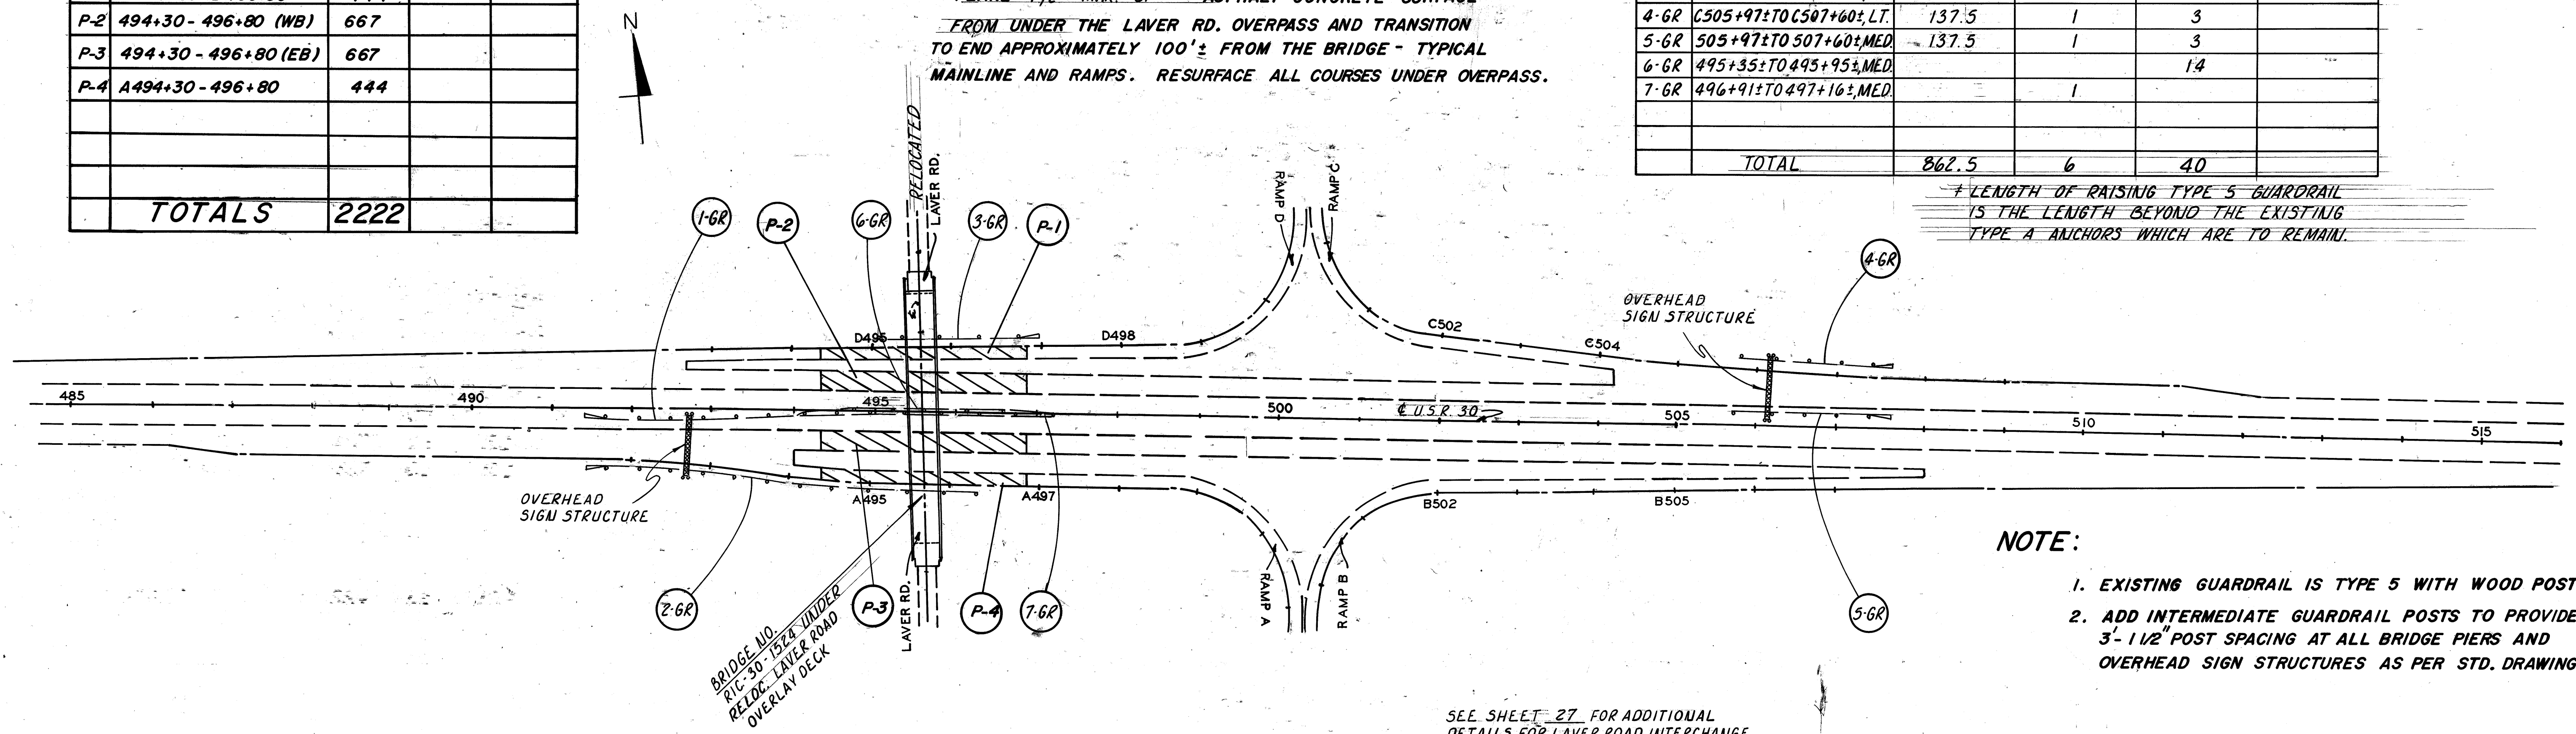 FROM UNDER THE LAVER RD. OVERPASS AND TRANSITION
TO END APPROXIMATELY 100'± FROM THE BRIDGE - TYPICAL
MAINLINE AND RAMPS. RESURFACE ALL COURSES UNDER OVERPASS.
P-2 494+30 - 496+80 (WB) 667
P-3 494+30 - 496+80 (EB) 667
P-4 A494+30 - 496+80 444
TOTALS 2222
N
4-GR C505+97± TO C507+60±, LT. 137.5 1 3
5-GR 505+97± TO 507+60±, MED. 137.5 1 3
6-GR 495+35± TO 495+95±, MED. 14
7-GR 496+91± TO 497+16±, MED. 1
TOTAL 862.5 6 40
‡ LENGTH OF RAISING TYPE 5 GUARDRAIL
IS THE LENGTH BEYOND THE EXISTING
TYPE A ANCHORS WHICH ARE TO REMAIN.
RELOCATED
LAVER RD.
RAMP D
RAMP C
1-GR
P-2
6-GR
3-GR
P-1
4-GR
OVERHEAD
SIGN STRUCTURE
D495
D498
C502
C504
485
490
495
500
℄ U.S.R. 30
505
510
515
A495
A497
B502
B505
OVERHEAD
SIGN STRUCTURE
2-GR
P-3
P-4
7-GR
5-GR
LAVER RD.
RAMP A
RAMP B
BRIDGE NO.
RIC-30-1524 UNDER
RELOC. LAVER ROAD
OVERLAY DECK
NOTE:
1. EXISTING GUARDRAIL IS TYPE 5 WITH WOOD POST
2. ADD INTERMEDIATE GUARDRAIL POSTS TO PROVIDE
3'-1 1/2" POST SPACING AT ALL BRIDGE PIERS AND
OVERHEAD SIGN STRUCTURES AS PER STD. DRAWING
SEE SHEET 27 FOR ADDITIONAL
DETAILS FOR LAVER ROAD INTERCHANGE